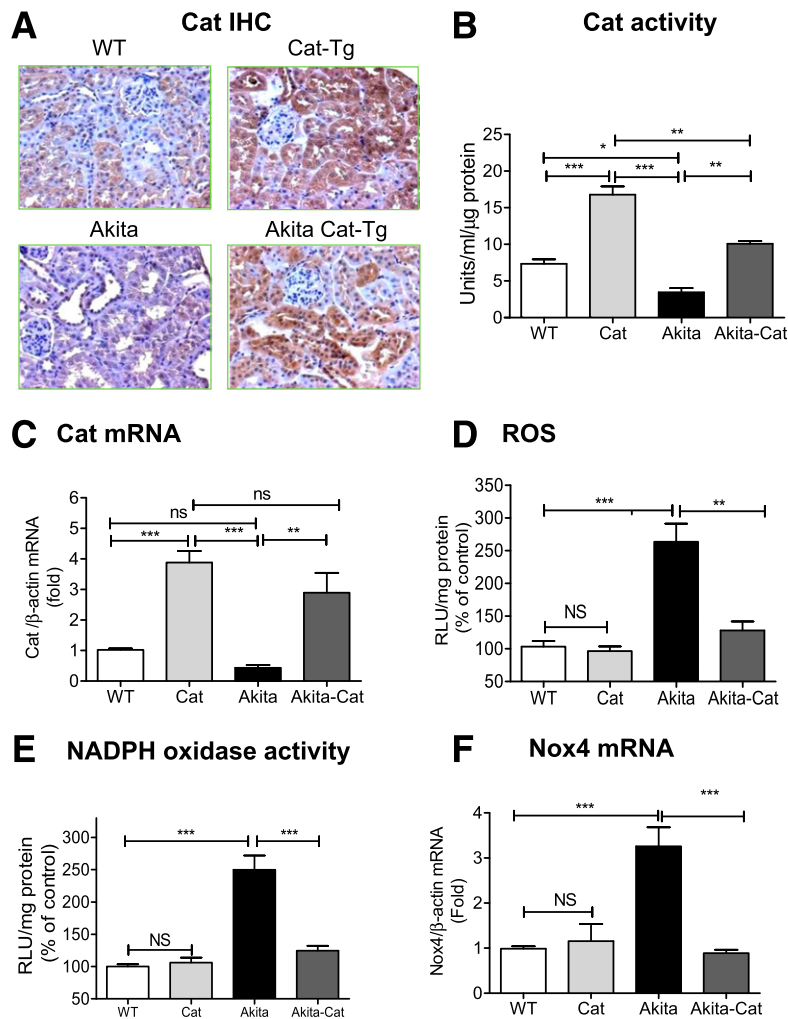 A Cat IHC
WT Cat-Tg
Akita Akita Cat-Tg
B Cat activity
Units/ml/μg protein
25
20
15
10
5
0
**
*
*** *** **
WT Cat Akita Akita-Cat
C Cat mRNA
Cat /β-actin mRNA
(fold)
6
5
4
3
2
1
0
ns
ns
*** *** **
WT Cat Akita Akita-Cat
D ROS
RLU/mg protein
(% of control)
350
300
250
200
150
100
50
*** **
NS
WT Cat Akita Akita-Cat
E NADPH oxidase activity
RLU/mg protein
(% of control)
300
250
200
150
100
50
*** ***
NS
WT Cat Akita Akita-Cat
F Nox4 mRNA
Nox4/β-actin mRNA
(Fold)
4
3
2
1
0
*** ***
NS
WT Cat Akita Akita-Cat